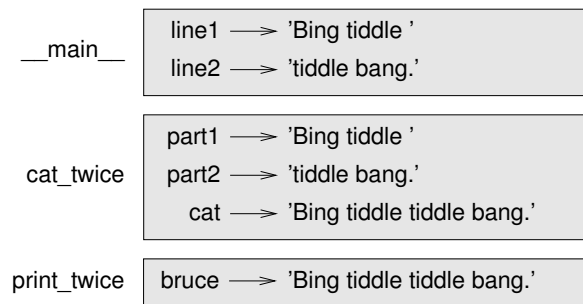 __main__
line1 → 'Bing tiddle '
line2 → 'tiddle bang.'
cat_twice
part1 → 'Bing tiddle '
part2 → 'tiddle bang.'
cat → 'Bing tiddle tiddle bang.'
print_twice
bruce → 'Bing tiddle tiddle bang.'